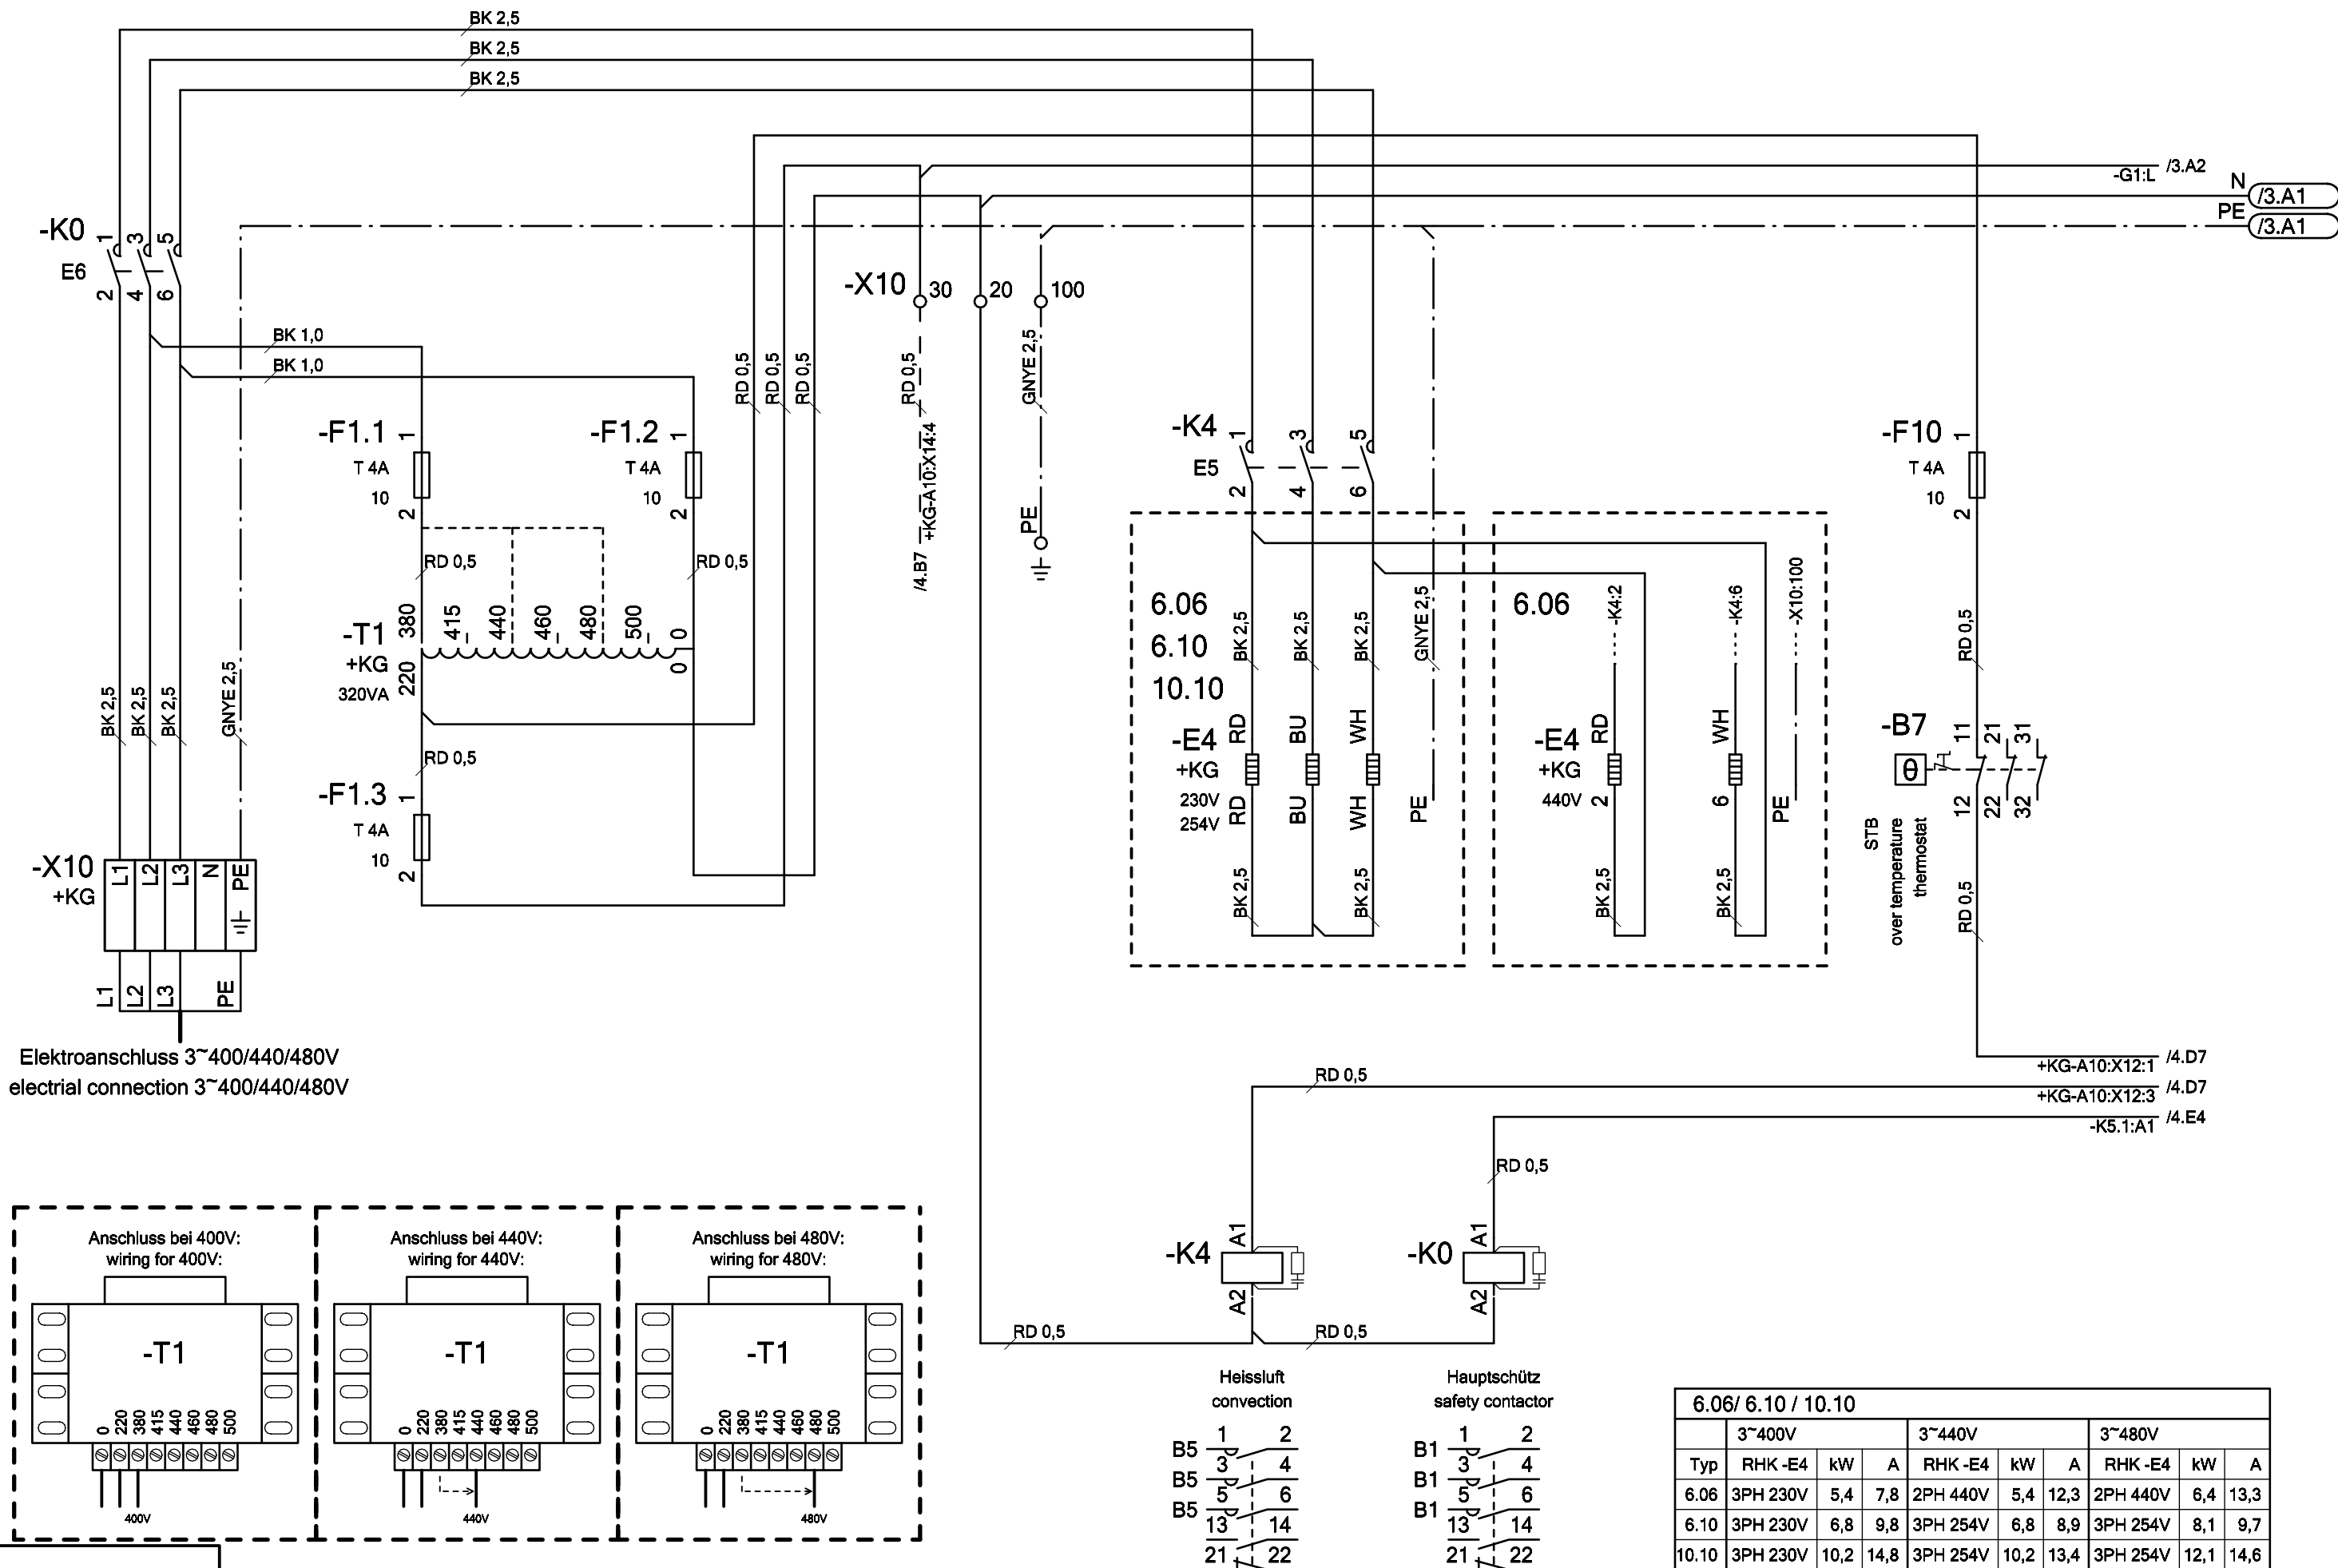 BK 2,5
BK 2,5
BK 2,5
-G1:L /3.A2
N /3.A1
PE /3.A1
-K0 1 3 5
E6
2 4 6
-X10 30 20 100
BK 1,0
BK 1,0
RD 0,5
RD 0,5
RD 0,5
RD 0,5
GNYE 2,5
/4.B7
+KG-A10:X14:4
PE
-F1.1 1
T 4A
10
2
-F1.2 1
T 4A
10
2
-K4 1 3 5
E5
2 4 6
-F10 1
T 4A
10
2
RD 0,5
RD 0,5
-T1
+KG
320VA
380 415 440 460 480 500 0
220 0
BK 2,5
BK 2,5
BK 2,5
GNYE 2,5
RD 0,5
-F1.3 1
T 4A
10
2
6.06
6.10
10.10
BK 2,5
BK 2,5
BK 2,5
GNYE 2,5
-E4
+KG
230V
254V
RD BU WH
RD BU WH
PE
BK 2,5
BK 2,5
6.06
-K4:2
-K4:6
-X10:100
-E4
+KG
440V
RD WH
2 6
PE
BK 2,5
BK 2,5
RD 0,5
-B7
11 21 31
θ
12 22 32
STB
over temperature
thermostat
RD 0,5
-X10
+KG
L1 L2 L3 N PE
L1 L2 L3 PE
Elektroanschluss 3~400/440/480V
electrial connection 3~400/440/480V
+KG-A10:X12:1 /4.D7
RD 0,5
+KG-A10:X12:3 /4.D7
-K5.1:A1 /4.E4
RD 0,5
-K4 A1
A2
-K0 A1
A2
RD 0,5
RD 0,5
Anschluss bei 400V:
wiring for 400V:
-T1
0 220 380 415 440 460 480 500
400V
Anschluss bei 440V:
wiring for 440V:
-T1
0 220 380 415 440 460 480 500
440V
Anschluss bei 480V:
wiring for 480V:
-T1
0 220 380 415 440 460 480 500
480V
Heissluft
convection
B5 1 2
B5 3 4
B5 5 6
13 14
21 22
Hauptschütz
safety contactor
B1 1 2
B1 3 4
B1 5 6
13 14
21 22
6.06/ 6.10 / 10.10
3~400V 3~440V 3~480V
Typ RHK -E4 kW A RHK -E4 kW A RHK -E4 kW A
6.06 3PH 230V 5,4 7,8 2PH 440V 5,4 12,3 2PH 440V 6,4 13,3
6.10 3PH 230V 6,8 9,8 3PH 254V 6,8 8,9 3PH 254V 8,1 9,7
10.10 3PH 230V 10,2 14,8 3PH 254V 10,2 13,4 3PH 254V 12,1 14,6